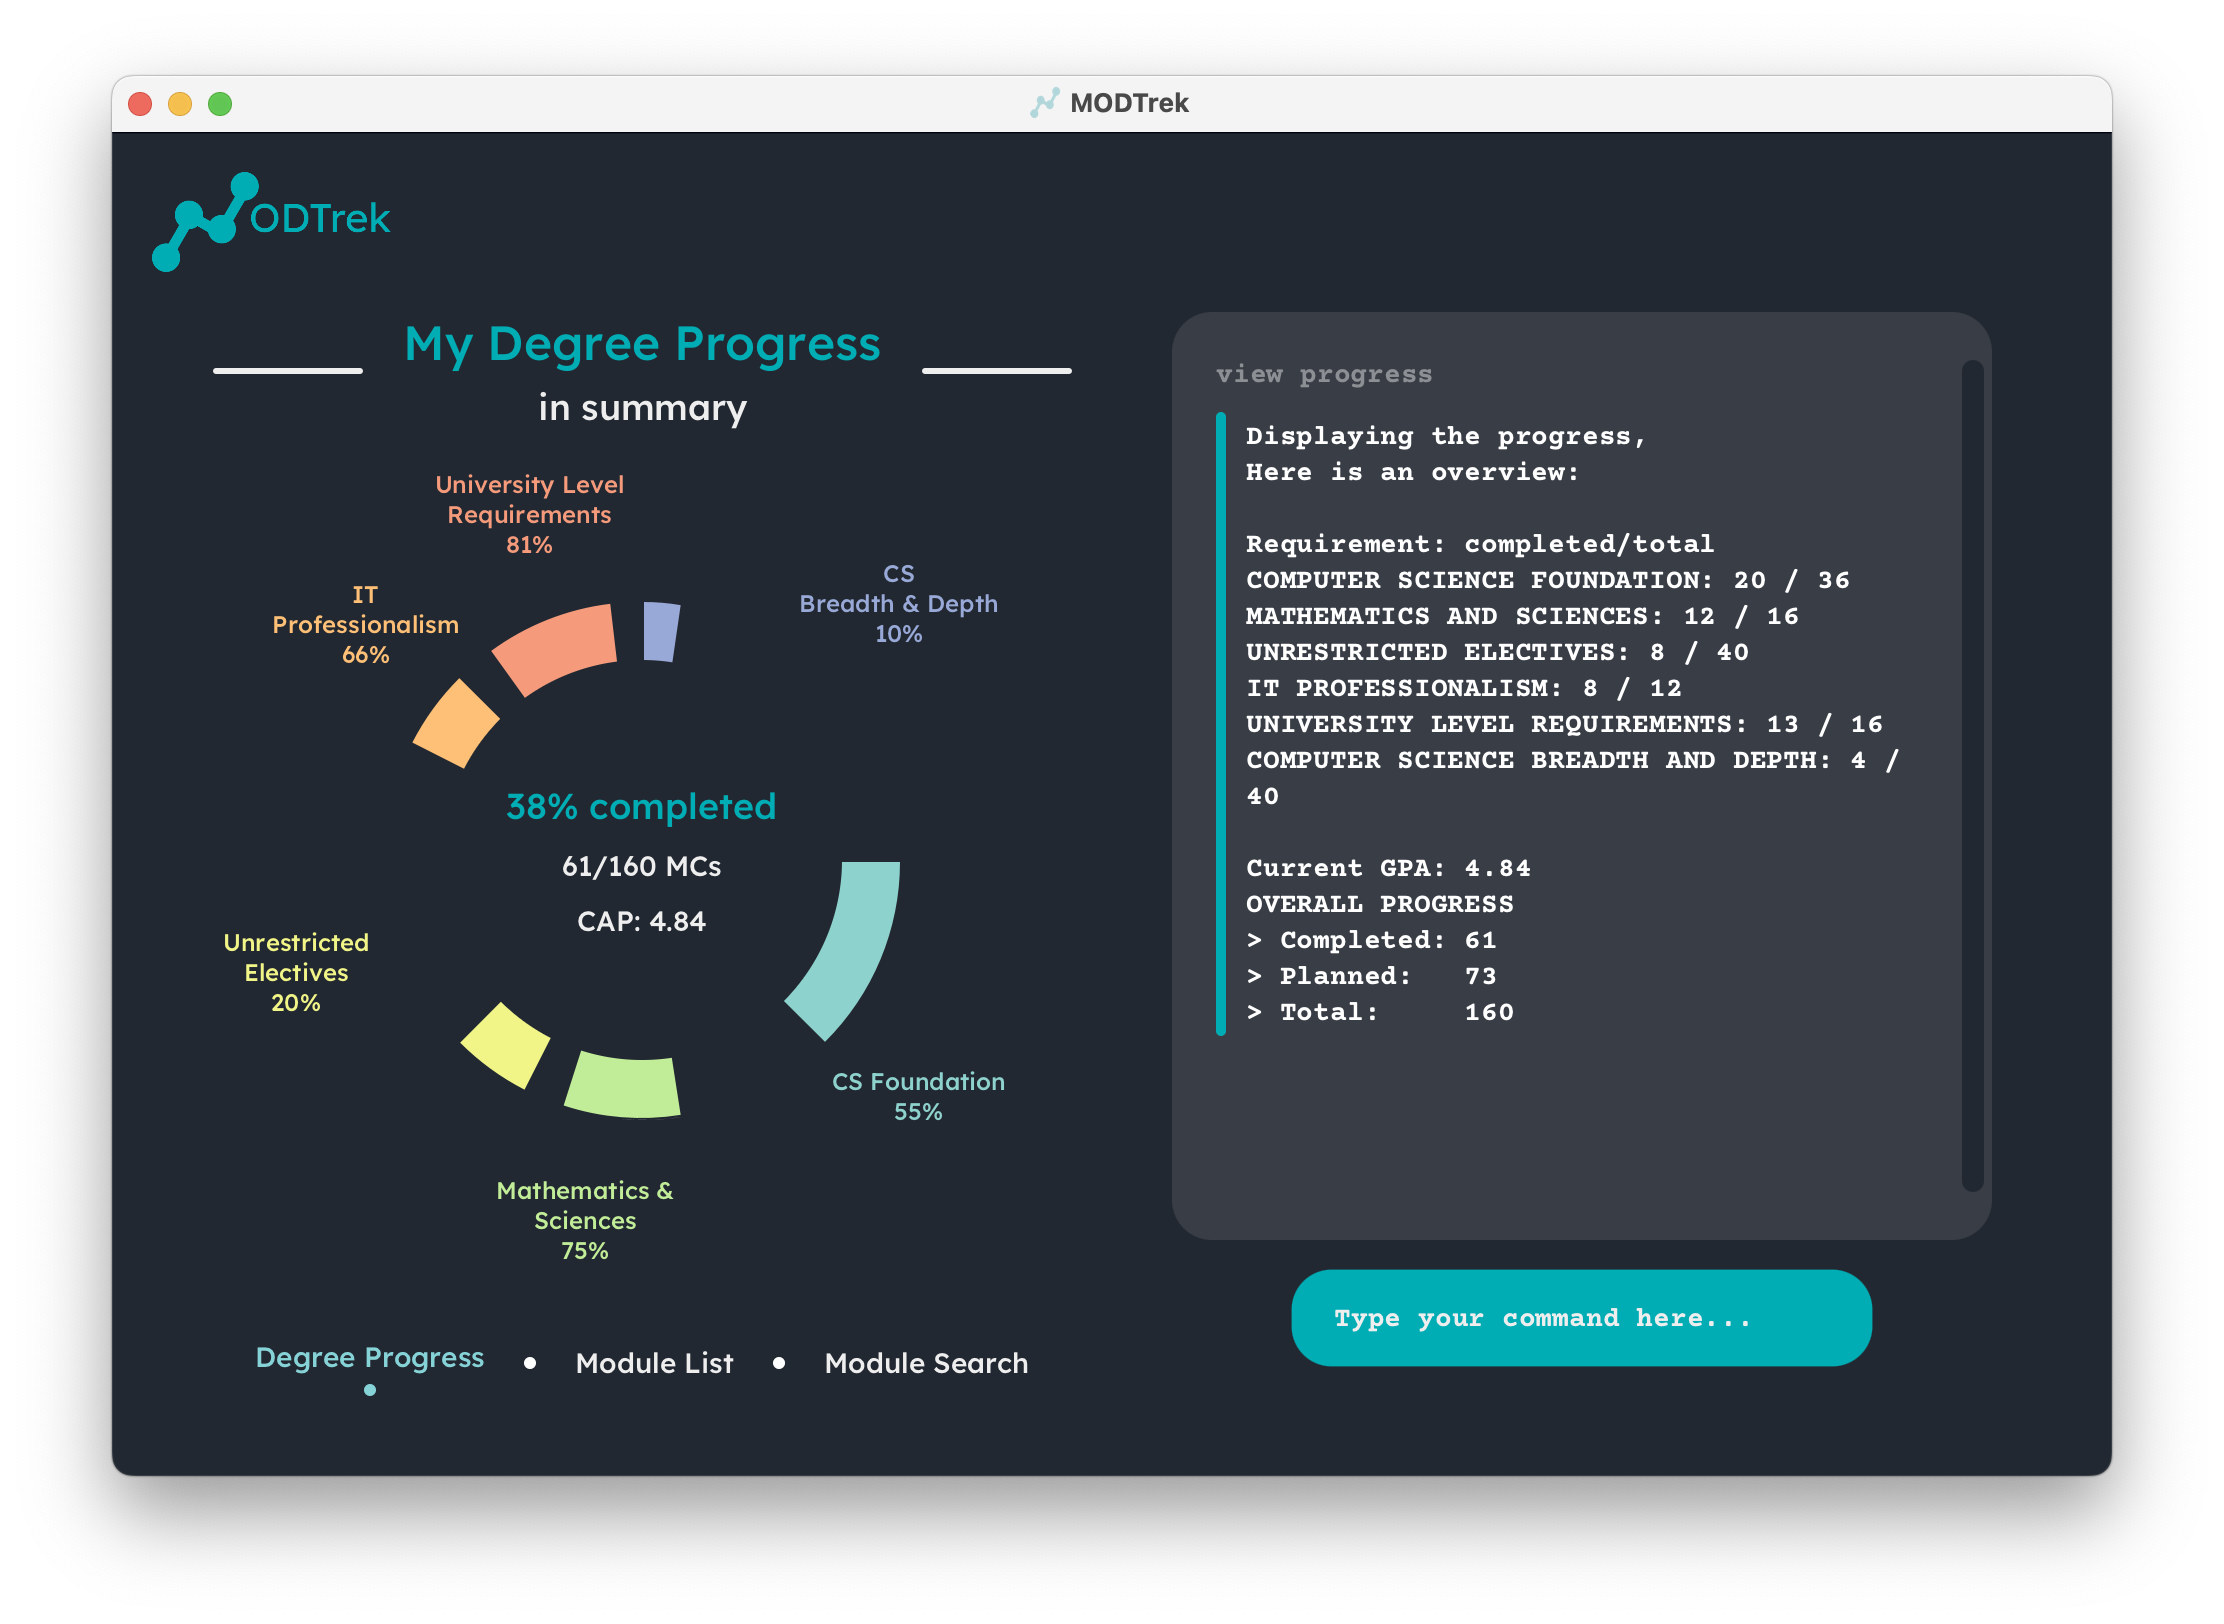 MODTrek
ODTrek
My Degree Progress
in summary
University Level
Requirements
81%
CS
Breadth & Depth
10%
IT
Professionalism
66%
38% completed
61/160 MCs
CAP: 4.84
Unrestricted
Electives
20%
CS Foundation
55%
Mathematics &
Sciences
75%
Degree Progress
Module List
Module Search
view progress
Displaying the progress,
Here is an overview:
Requirement: completed/total
COMPUTER SCIENCE FOUNDATION: 20 / 36
MATHEMATICS AND SCIENCES: 12 / 16
UNRESTRICTED ELECTIVES: 8 / 40
IT PROFESSIONALISM: 8 / 12
UNIVERSITY LEVEL REQUIREMENTS: 13 / 16
COMPUTER SCIENCE BREADTH AND DEPTH: 4 /
40
Current GPA: 4.84
OVERALL PROGRESS
> Completed: 61
> Planned:   73
> Total:     160
Type your command here...